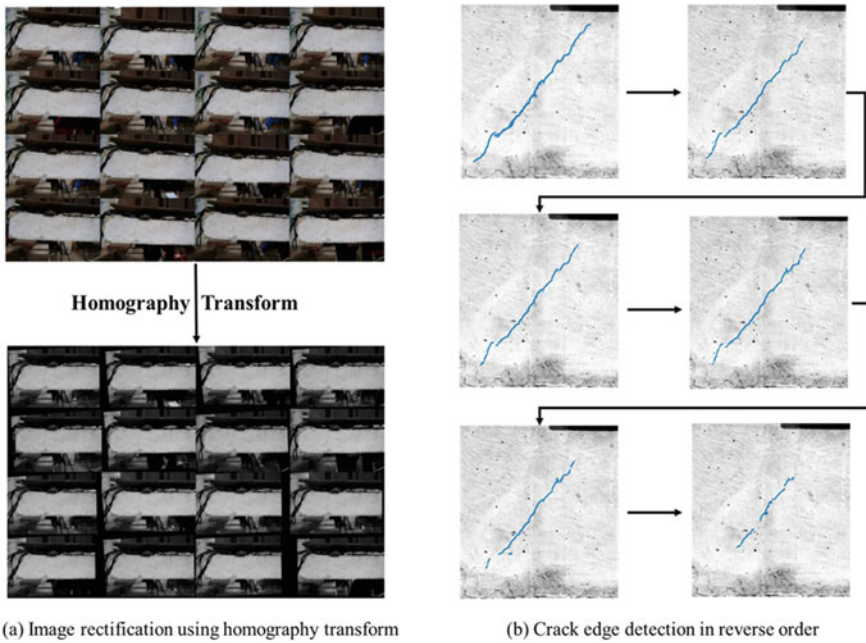 Homography Transform
(a) Image rectification using homography transform
(b) Crack edge detection in reverse order